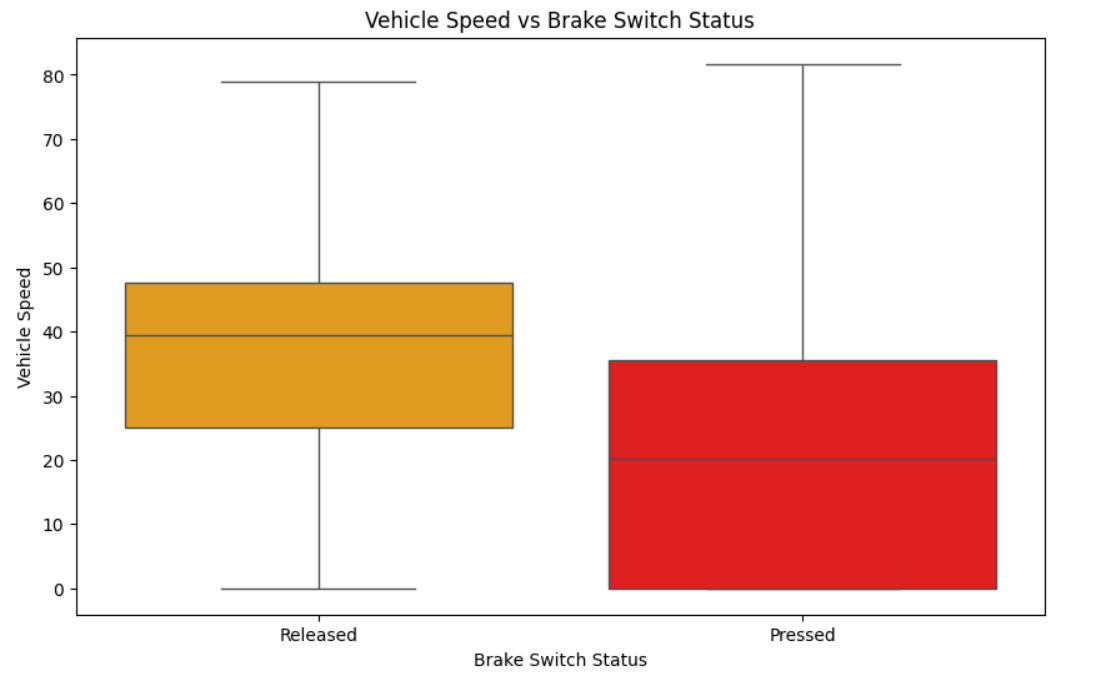 Vehicle Speed vs Brake Switch Status
80
70
60
50
40
30
20
10
0
Vehicle Speed
Released
Pressed
Brake Switch Status